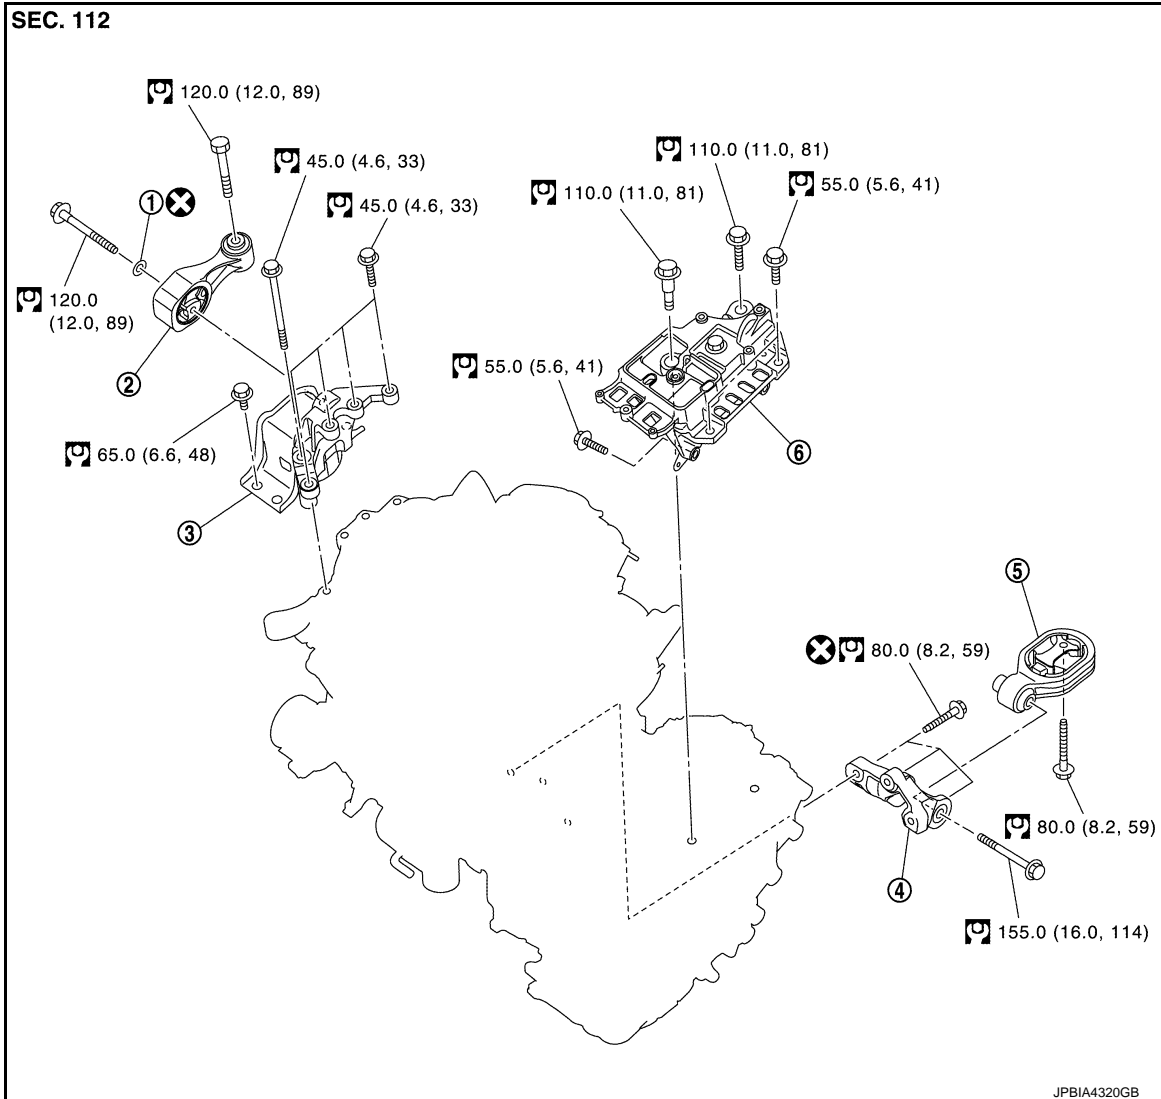 SEC. 112
120.0 (12.0, 89)
45.0 (4.6, 33)
45.0 (4.6, 33)
1
120.0
(12.0, 89)
2
65.0 (6.6, 48)
3
110.0 (11.0, 81)
110.0 (11.0, 81)
55.0 (5.6, 41)
55.0 (5.6, 41)
6
5
80.0 (8.2, 59)
80.0 (8.2, 59)
4
155.0 (16.0, 114)
JPBIA4320GB